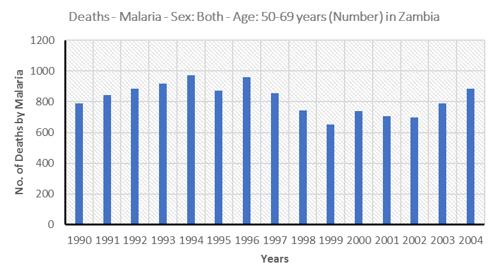 Deaths - Malaria - Sex: Both - Age: 50-69 years (Number) in Zambia
1200
1000
800
600
400
200
0
No. of Deaths by Malaria
1990 1991 1992 1993 1994 1995 1996 1997 1998 1999 2000 2001 2002 2003 2004
Years